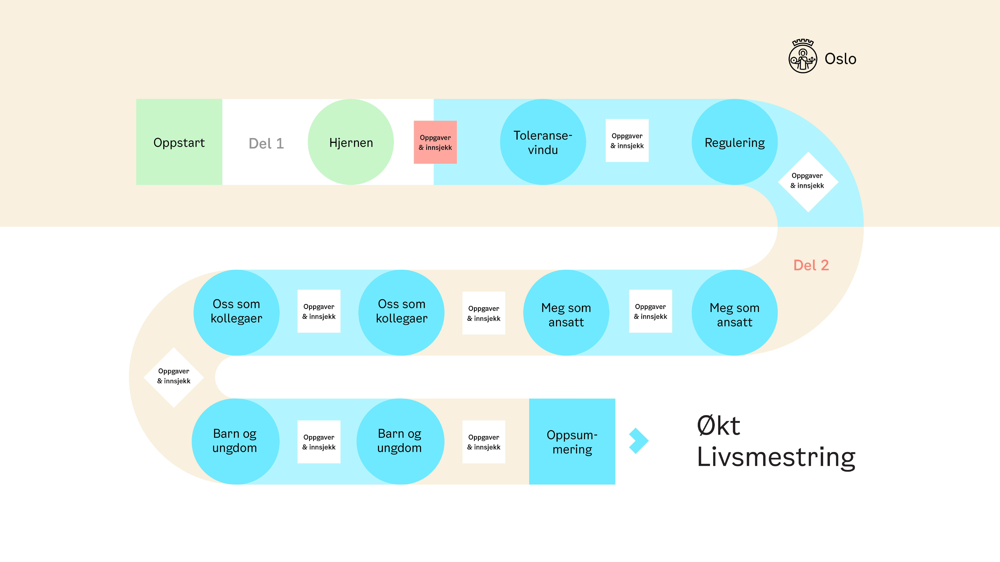 Oslo
Oppstart
Del 1
Hjernen
Oppgaver
& innsjekk
Toleranse-
vindu
Oppgaver
& innsjekk
Regulering
Oppgaver
& innsjekk
Del 2
Meg som
ansatt
Oppgaver
& innsjekk
Meg som
ansatt
Oppgaver
& innsjekk
Oss som
kollegaer
Oppgaver
& innsjekk
Oss som
kollegaer
Oppgaver
& innsjekk
Barn og
ungdom
Oppgaver
& innsjekk
Barn og
ungdom
Oppgaver
& innsjekk
Oppsum-
mering
Økt
Livsmestring